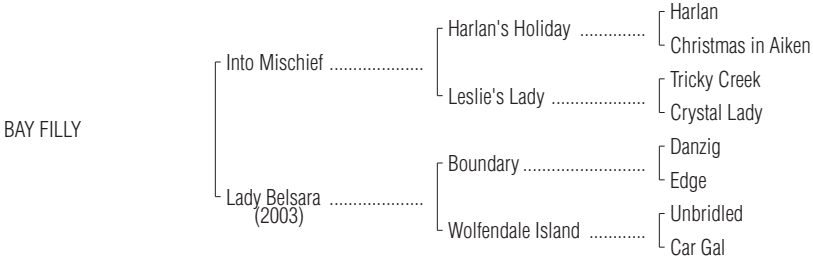 Harlan
Harlan's Holiday ..............
Christmas in Aiken
Into Mischief ....................
Tricky Creek
Leslie's Lady ....................
Crystal Lady
BAY FILLY
Danzig
Boundary ..........................
Edge
Lady Belsara ....................
(2003)
Unbridled
Wolfendale Island ............
Car Gal